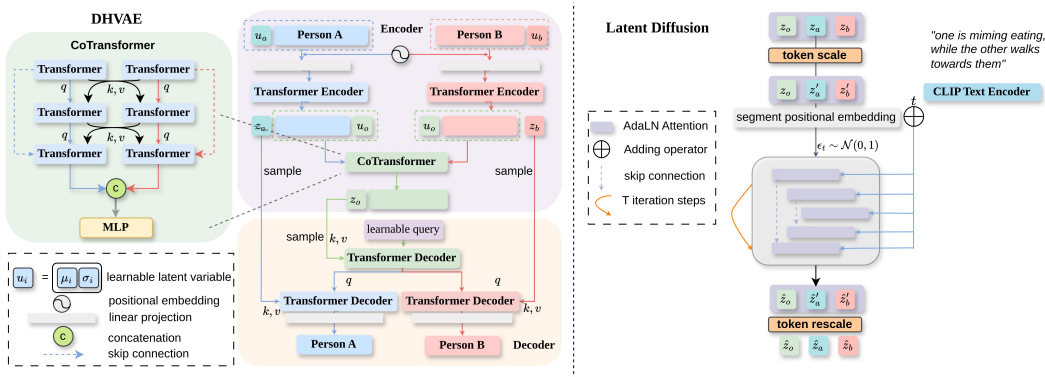 DHVAE
CoTransformer
Transformer Transformer
q k, v q
Transformer Transformer
q k, v q
Transformer Transformer
C
MLP
u_i = μ_i σ_i learnable latent variable
positional embedding
linear projection
C concatenation
skip connection
u_a Person A Encoder Person B u_b
Transformer Encoder Transformer Encoder
z_a u_o u_o z_b
CoTransformer
sample sample
z_o
sample k, v learnable query
Transformer Decoder
q q
Transformer Decoder Transformer Decoder
k, v k, v
Person A Person B Decoder
Latent Diffusion
z_o z_a z_b
token scale
z_o z'_a z'_b
segment positional embedding
t
"one is miming eating,
while the other walks
towards them"
CLIP Text Encoder
ϵ_t ∼ 𝒩(0, 1)
AdaLN Attention
Adding operator
skip connection
T iteration steps
ẑ_o ẑ'_a ẑ'_b
token rescale
ẑ_o ẑ_a ẑ_b